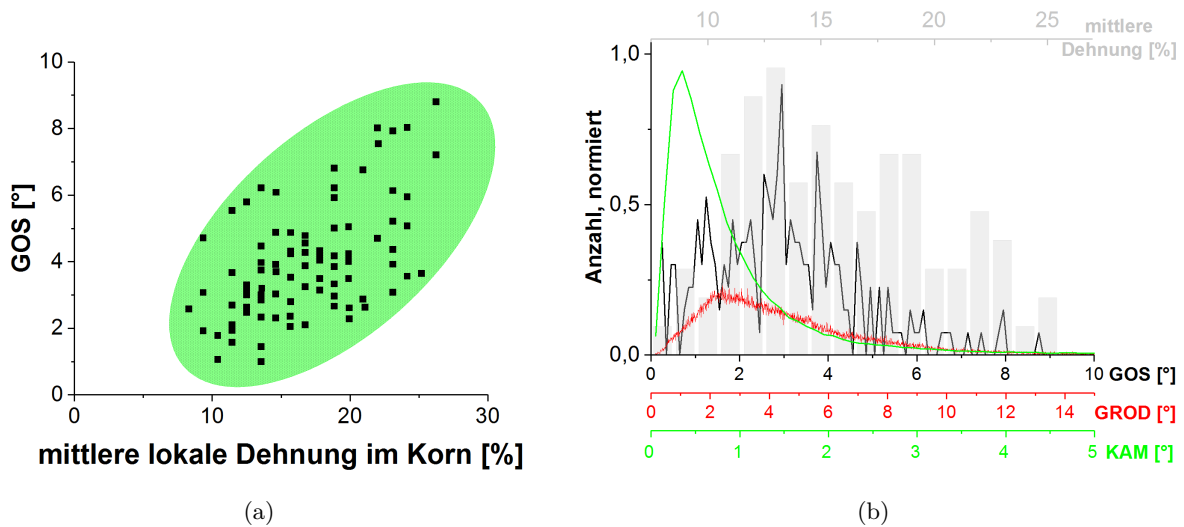 10
8
6
4
2
0
GOS [°]
0 10 20 30
mittlere lokale Dehnung im Korn [%]
(a)
10 15 20 25
mittlere
Dehnung [%]
1,0
0,5
0,0
Anzahl, normiert
0 2 4 6 8 10
GOS [°]
0 2 4 6 8 10 12 14
GROD [°]
0 1 2 3 4 5
KAM [°]
(b)